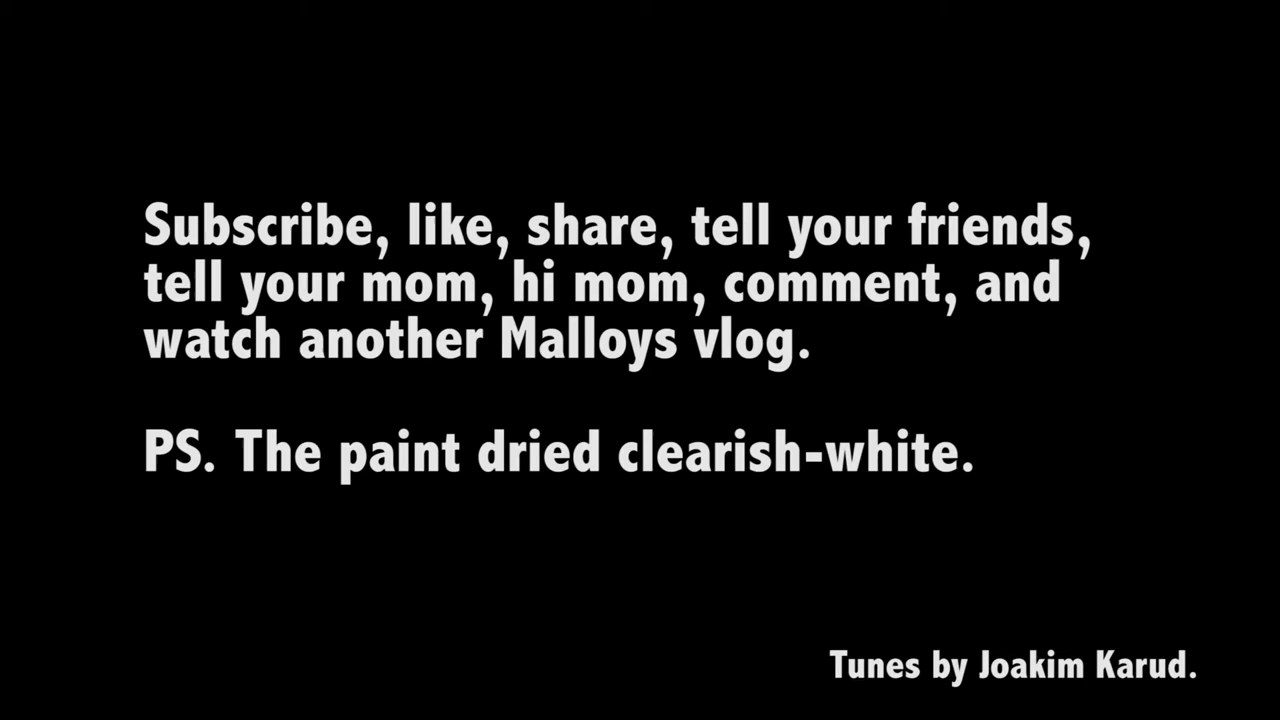 Subscribe, like, share, tell your friends,
tell your mom, hi mom, comment, and
watch another Malloys vlog.
PS. The paint dried clearish-white.
Tunes by Joakim Karud.